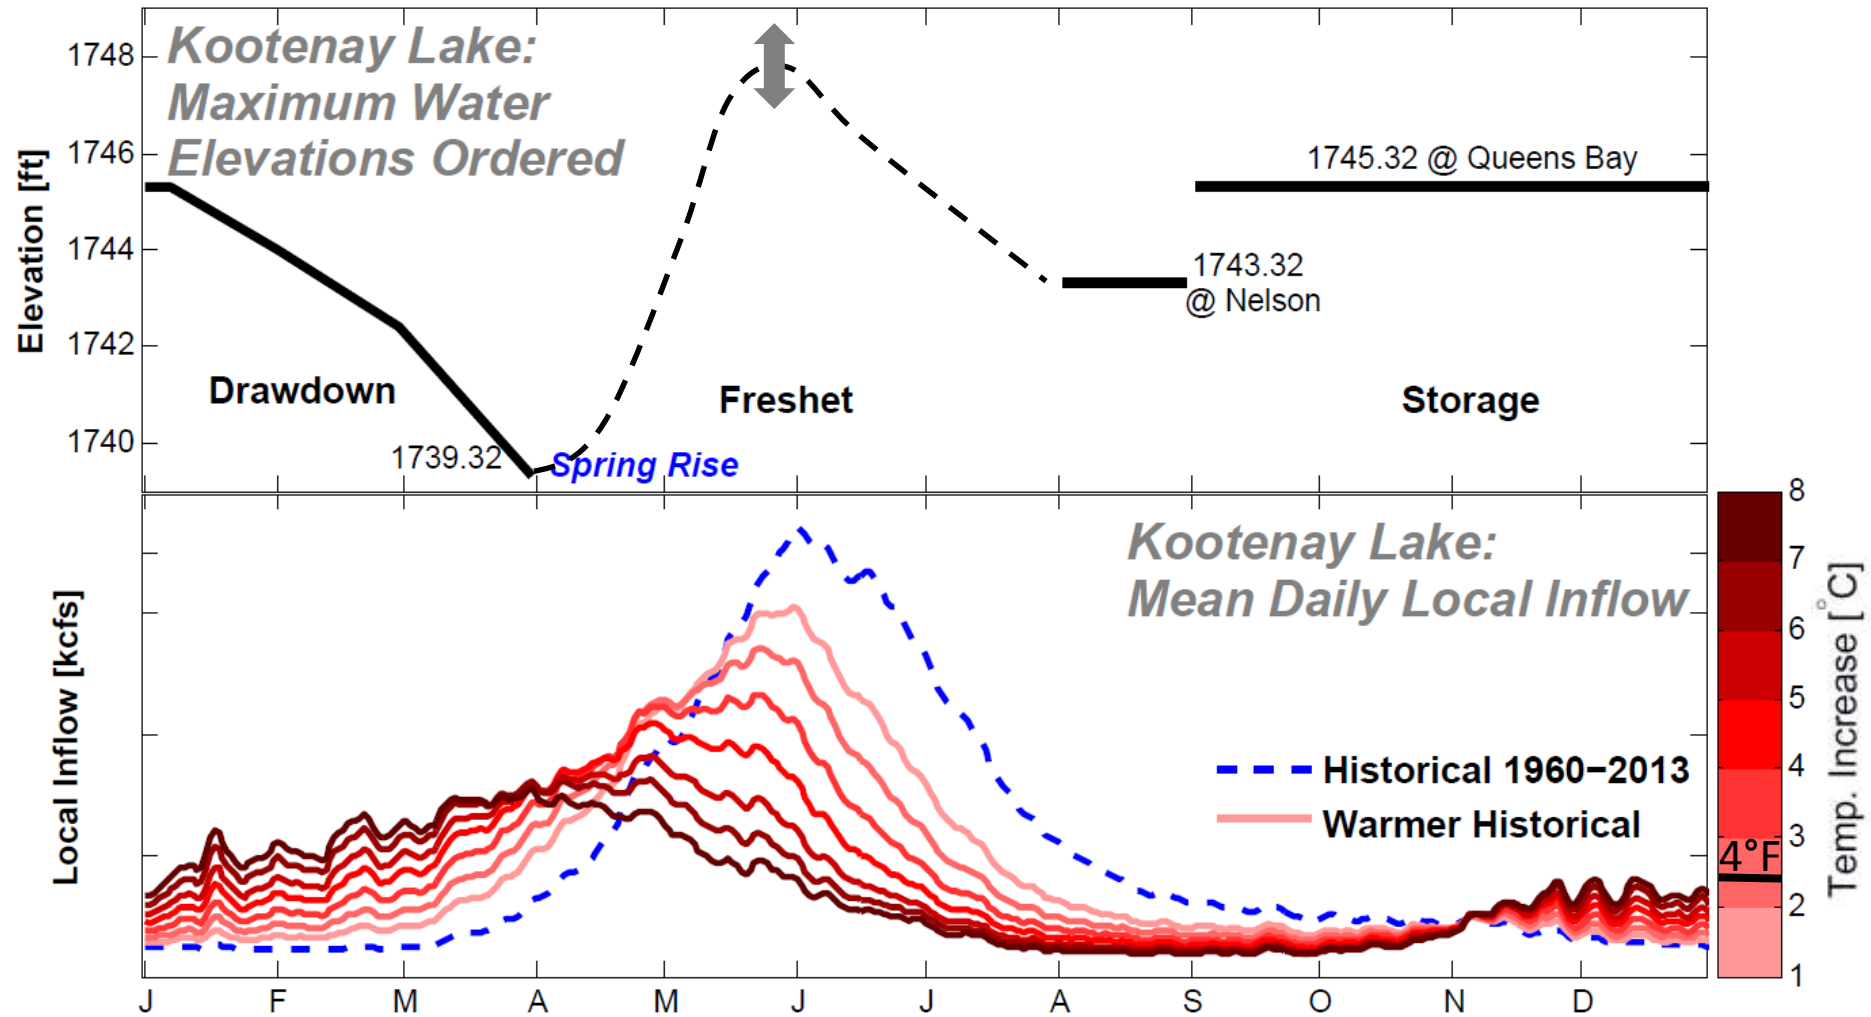 Kootenay Lake:
Maximum Water
Elevations Ordered
Elevation [ft]
1748
1746
1744
1742
1740
1745.32 @ Queens Bay
1743.32
@ Nelson
Drawdown
Freshet
Storage
1739.32
Spring Rise
Kootenay Lake:
Mean Daily Local Inflow
Local Inflow [kcfs]
Historical 1960−2013
Warmer Historical
J F M A M J J A S O N D
8
7
6
5
4
3
4°F
2
1
Temp. Increase [°C]